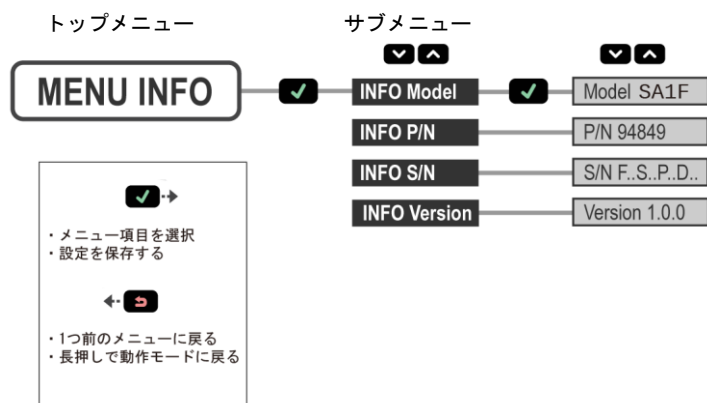 トップメニュー
サブメニュー
MENU INFO
INFO Model
Model SA1F
INFO P/N
P/N 94849
INFO S/N
S/N F..S..P..D..
INFO Version
Version 1.0.0
・メニュー項目を選択
・設定を保存する
・1つ前のメニューに戻る
・長押しで動作モードに戻る